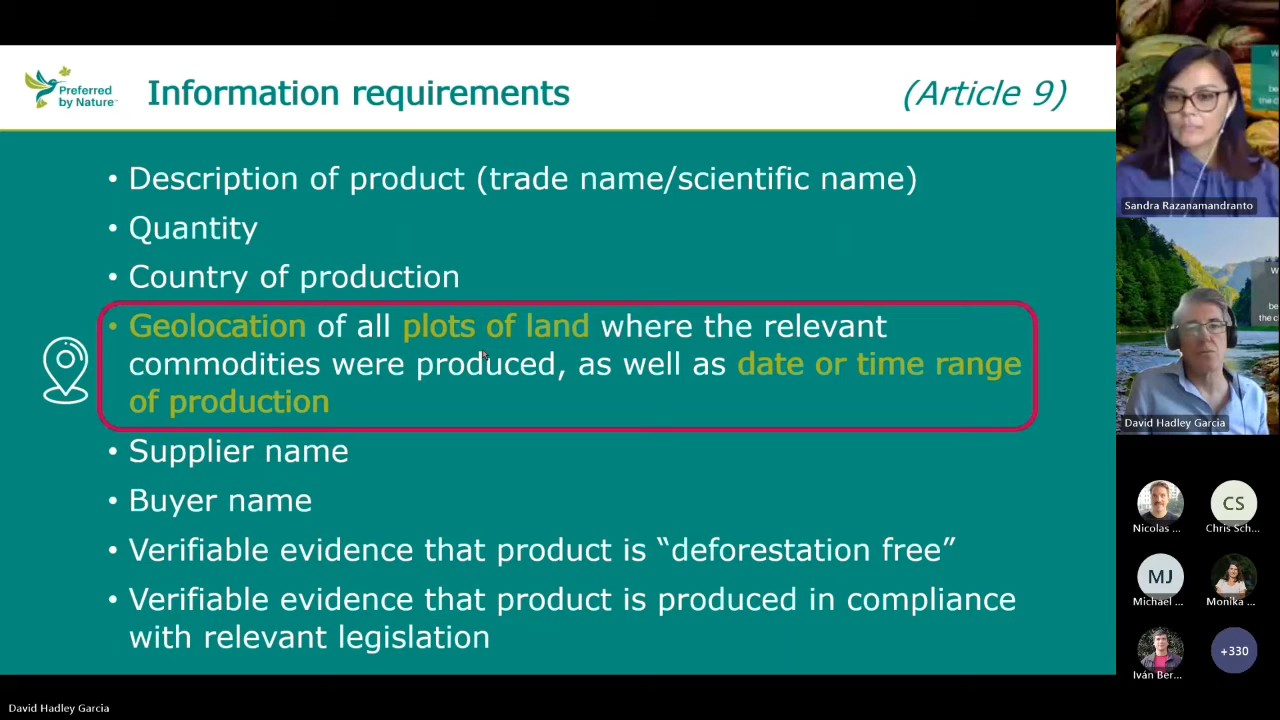 Preferred
by Nature™
Information requirements
(Article 9)
• Description of product (trade name/scientific name)
• Quantity
• Country of production
• Geolocation of all plots of land where the relevant
commodities were produced, as well as date or time range
of production
• Supplier name
• Buyer name
• Verifiable evidence that product is “deforestation free”
• Verifiable evidence that product is produced in compliance
with relevant legislation
Sandra Razanamandranto
David Hadley Garcia
Nicolas ...
CS
Chris Sch...
MJ
Michael ...
Monika ...
Iván Ber...
+330
David Hadley Garcia